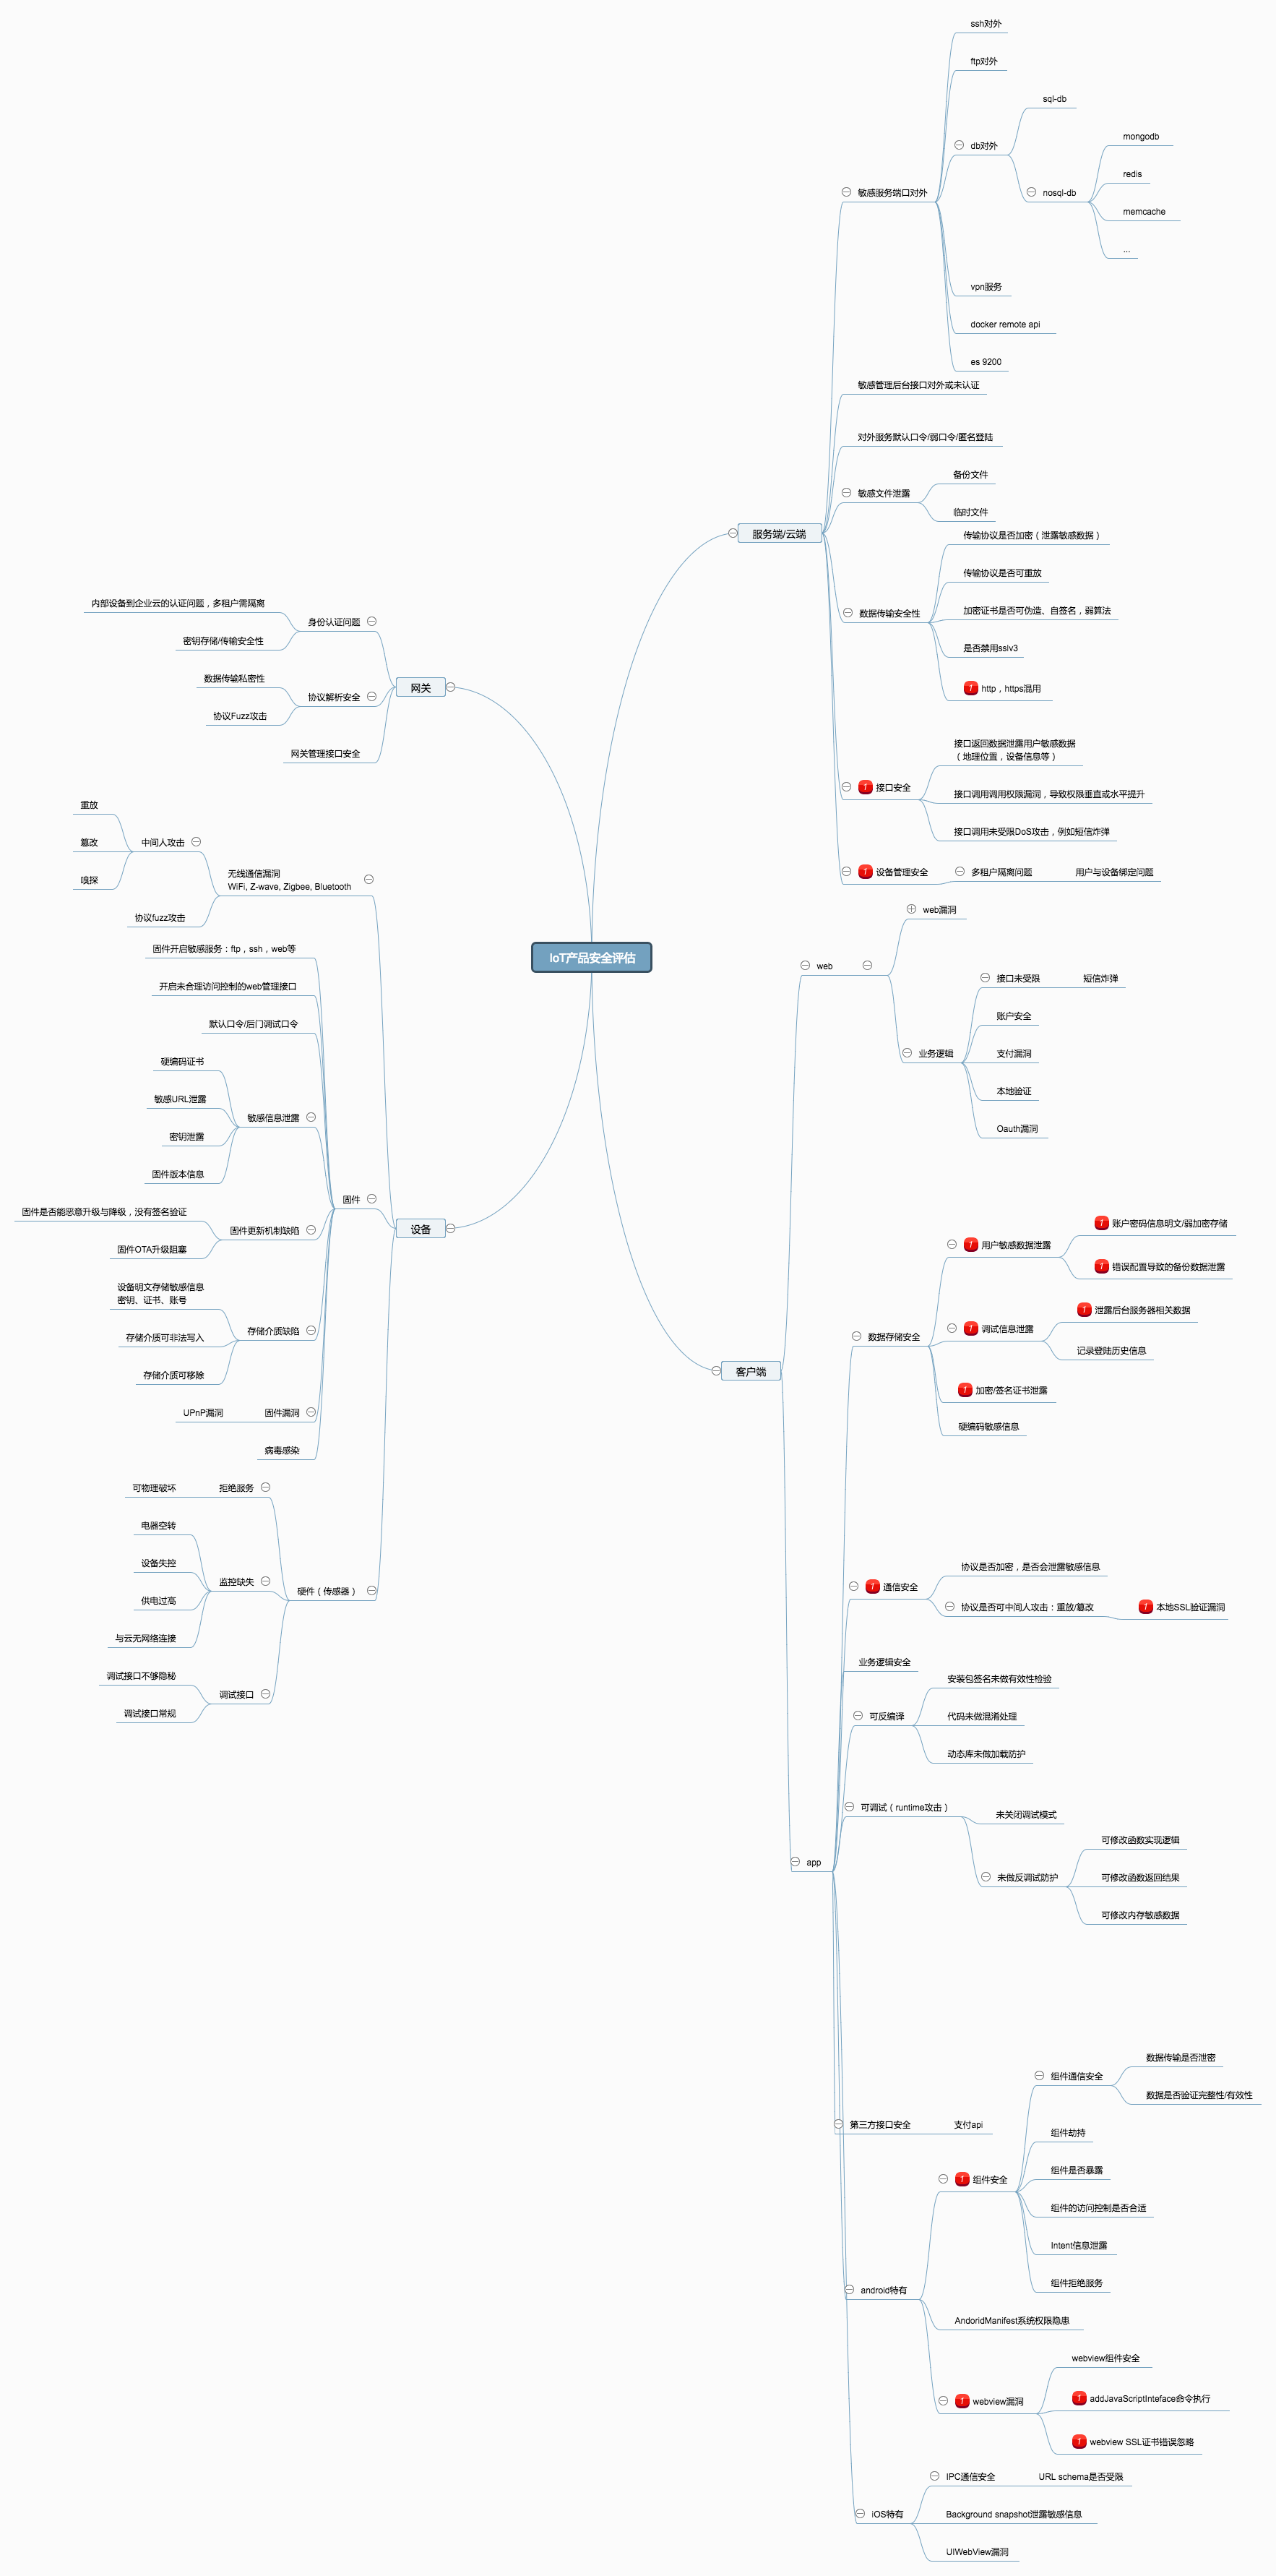 IoT产品安全评估
服务端/云端
敏感服务端口对外
ssh对外
ftp对外
db对外
sql-db
nosql-db
mongodb
redis
memcache
...
vpn服务
docker remote api
es 9200
敏感管理后台接口对外或未认证
对外服务默认口令/弱口令/匿名登陆
敏感文件泄露
备份文件
临时文件
数据传输安全性
传输协议是否加密（泄露敏感数据）
传输协议是否可重放
加密证书是否可伪造、自签名，弱算法
是否禁用sslv3
1 http，https混用
1 接口安全
接口返回数据泄露用户敏感数据
（地理位置，设备信息等）
接口调用调用权限漏洞，导致权限垂直或水平提升
接口调用未受限DoS攻击，例如短信炸弹
1 设备管理安全
多租户隔离问题
用户与设备绑定问题
客户端
web
web漏洞
业务逻辑
接口未受限
短信炸弹
账户安全
支付漏洞
本地验证
Oauth漏洞
app
数据存储安全
1 用户敏感数据泄露
1 账户密码信息明文/弱加密存储
1 错误配置导致的备份数据泄露
1 调试信息泄露
1 泄露后台服务器相关数据
记录登陆历史信息
1 加密/签名证书泄露
硬编码敏感信息
1 通信安全
协议是否加密，是否会泄露敏感信息
协议是否可中间人攻击：重放/篡改
1 本地SSL验证漏洞
业务逻辑安全
可反编译
安装包签名未做有效性检验
代码未做混淆处理
动态库未做加载防护
可调试（runtime攻击）
未关闭调试模式
未做反调试防护
可修改函数实现逻辑
可修改函数返回结果
可修改内存敏感数据
第三方接口安全
支付api
android特有
1 组件安全
组件通信安全
数据传输是否泄密
数据是否验证完整性/有效性
组件劫持
组件是否暴露
组件的访问控制是否合适
Intent信息泄露
组件拒绝服务
AndoridManifest系统权限隐患
1 webview漏洞
webview组件安全
1 addJavaScriptInteface命令执行
1 webview SSL证书错误忽略
iOS特有
IPC通信安全
URL schema是否受限
Background snapshot泄露敏感信息
UIWebView漏洞
网关
身份认证问题
内部设备到企业云的认证问题，多租户需隔离
密钥存储/传输安全性
协议解析安全
数据传输私密性
协议Fuzz攻击
网关管理接口安全
设备
无线通信漏洞
WiFi, Z-wave, Zigbee, Bluetooth
中间人攻击
重放
篡改
嗅探
协议fuzz攻击
固件
固件开启敏感服务：ftp，ssh，web等
开启未合理访问控制的web管理接口
默认口令/后门调试口令
敏感信息泄露
硬编码证书
敏感URL泄露
密钥泄露
固件版本信息
固件更新机制缺陷
固件是否能恶意升级与降级，没有签名验证
固件OTA升级阻塞
存储介质缺陷
设备明文存储敏感信息
密钥、证书、账号
存储介质可非法写入
存储介质可移除
固件漏洞
UPnP漏洞
病毒感染
硬件（传感器）
拒绝服务
可物理破坏
监控缺失
电器空转
设备失控
供电过高
与云无网络连接
调试接口
调试接口不够隐秘
调试接口常规